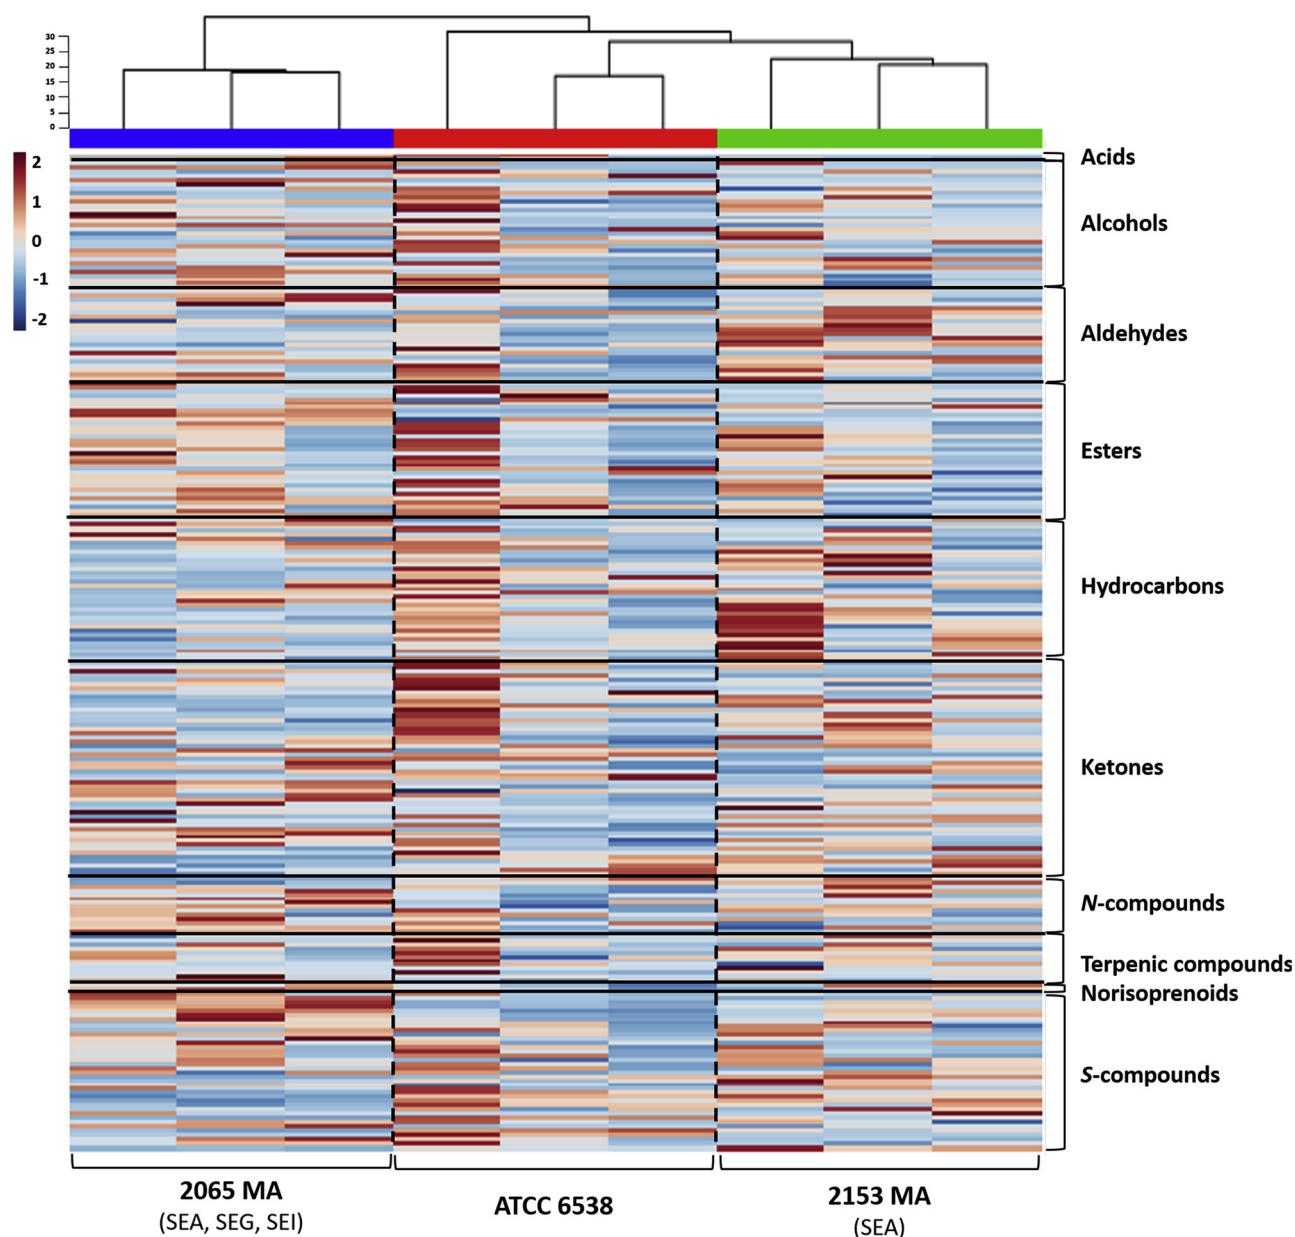 30
25
20
15
10
5
0
2
1
0
-1
-2
Acids
Alcohols
Aldehydes
Esters
Hydrocarbons
Ketones
N-compounds
Terpenic compounds
Norisoprenoids
S-compounds
2065 MA
(SEA, SEG, SEI)
ATCC 6538
2153 MA
(SEA)